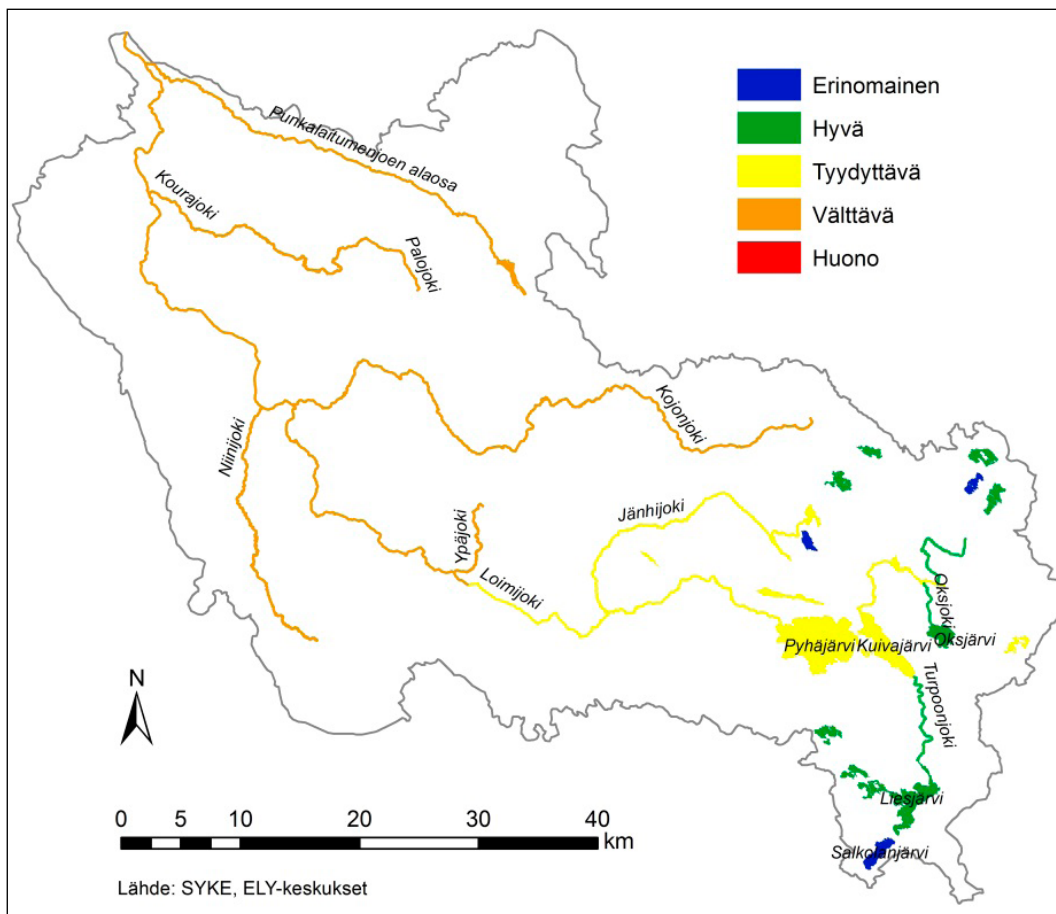 Erinomainen
Hyvä
Tyydyttävä
Välttävä
Huono
Punkalaitumenjoen alaosa
Kourajoki
Palojoki
Kojonjoki
Niinijoki
Jänhijoki
Ypäjoki
Loimijoki
Oksjoki
Pyhäjärvi
Kuivajärvi
Oksjärvi
Turpoonjoki
N
Liesjärvi
Salkolanjärvi
0 5 10 20 30 40
km
Lähde: SYKE, ELY-keskukset